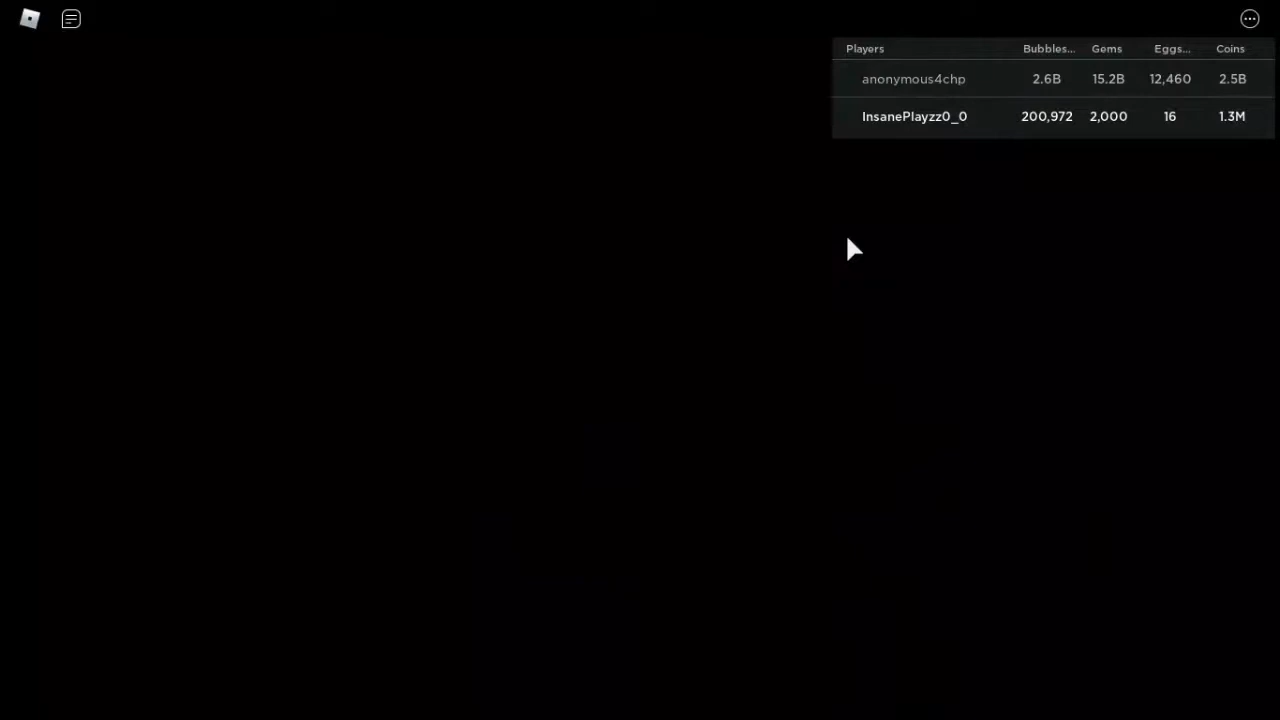 Players Bubbles... Gems Eggs... Coins
anonymous4chp 2.6B 15.2B 12,460 2.5B
InsanePlayzz0_0 200,972 2,000 16 1.3M